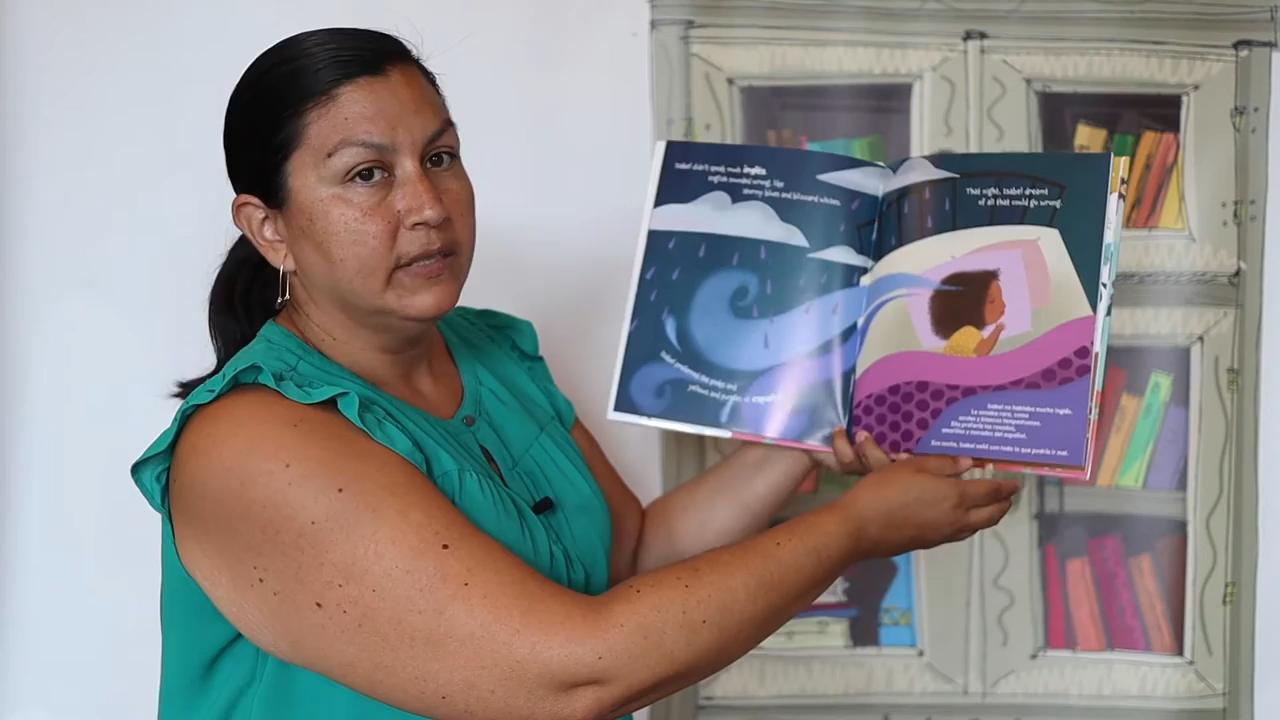 Isabel didn't speak much inglés.
English sounded wrong, like
stormy blues and blizzard whites.
Isabel preferred the pinks and
yellows and purples of español.
That night, Isabel dreamt
of all that could go wrong.
Isabel no hablaba mucho inglés.
Le sonaba raro, como
azules y blancos tempestuosos.
Ella prefería los rosados,
amarillos y morados del español.
Esa noche, Isabel soñó con todo lo que podría ir mal.